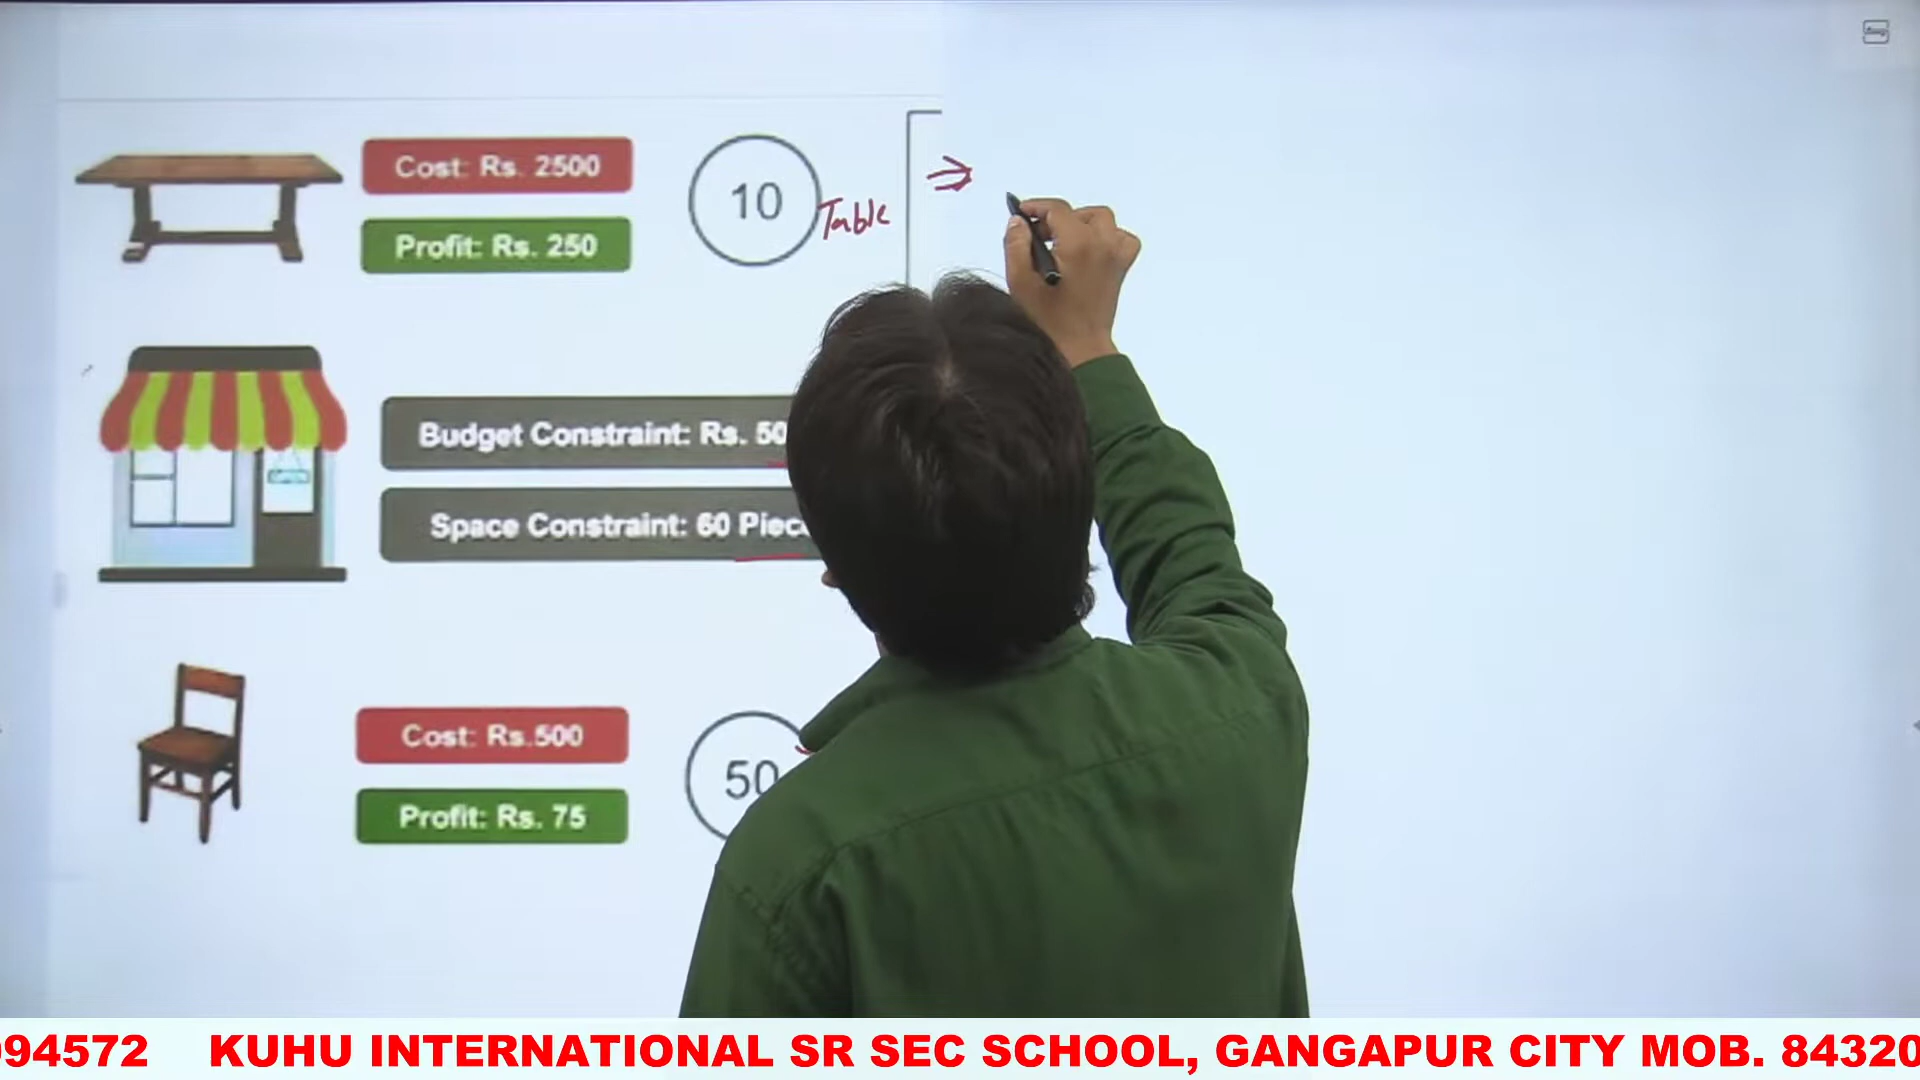 Cost: Rs. 2500
Profit: Rs. 250
10
Table
⇒
Budget Constraint: Rs. 50
Space Constraint: 60
OPEN
Cost: Rs.500
Profit: Rs. 75
50
94572 KUHU INTERNATIONAL SR SEC SCHOOL, GANGAPUR CITY MOB. 84320